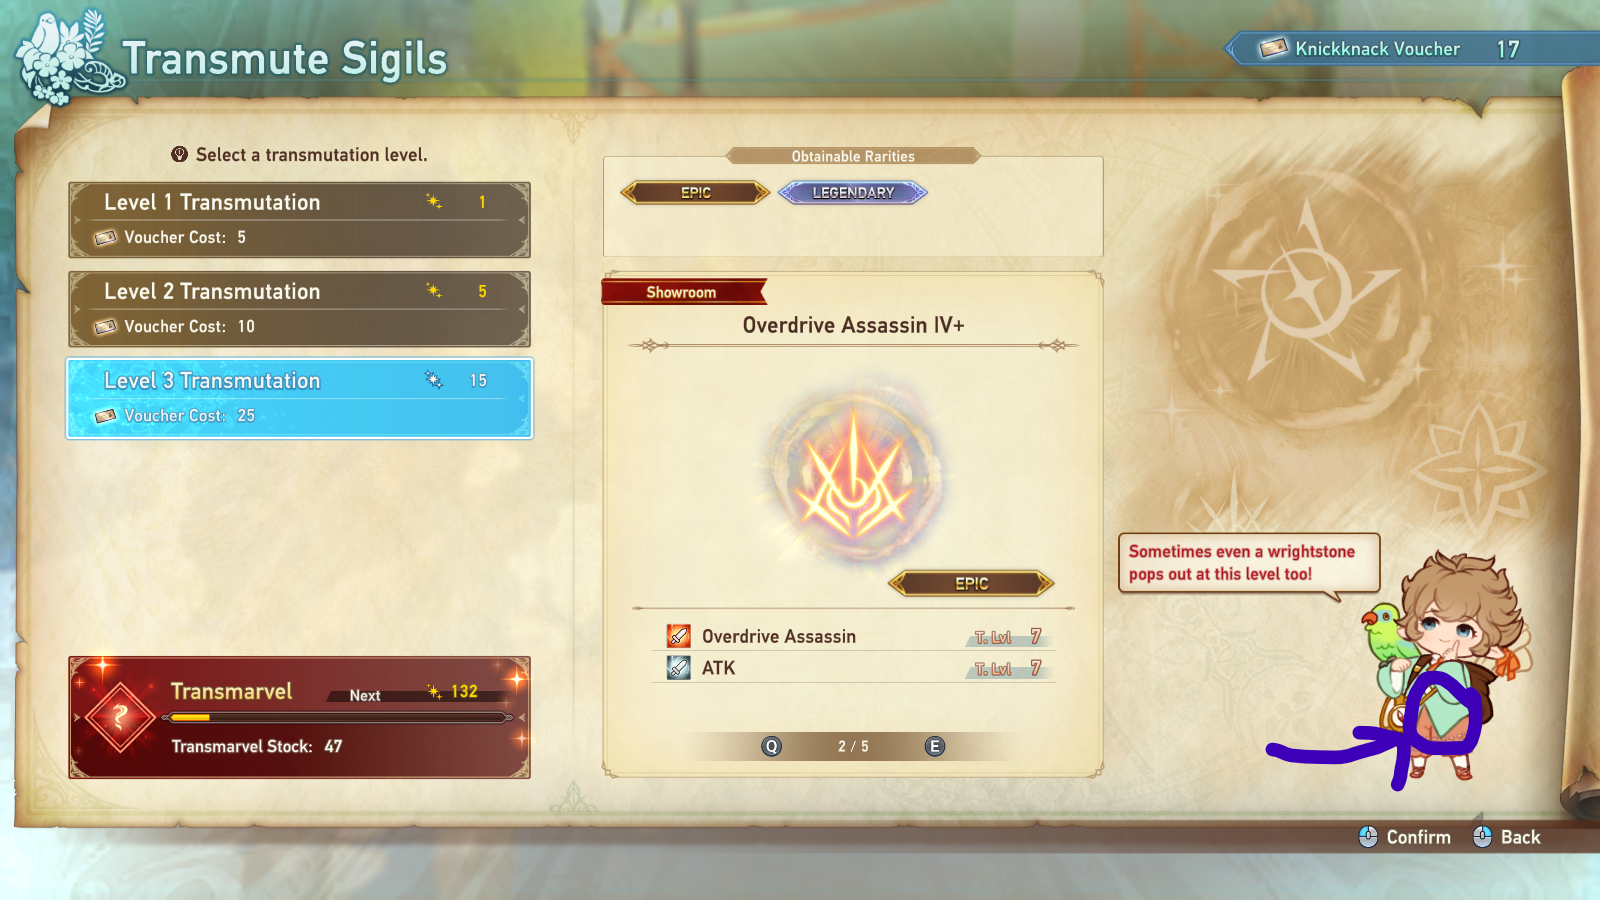 Transmute Sigils
Knickknack Voucher 17
Select a transmutation level.
Level 1 Transmutation 1
Voucher Cost: 5
Level 2 Transmutation 5
Voucher Cost: 10
Level 3 Transmutation 15
Voucher Cost: 25
Transmarvel Next 132
Transmarvel Stock: 47
Obtainable Rarities
EPIC LEGENDARY
Showroom
Overdrive Assassin IV+
EPIC
Overdrive Assassin T. Lvl 7
ATK T. Lvl 7
Q 2 / 5 E
Sometimes even a wrightstone
pops out at this level too!
Confirm Back